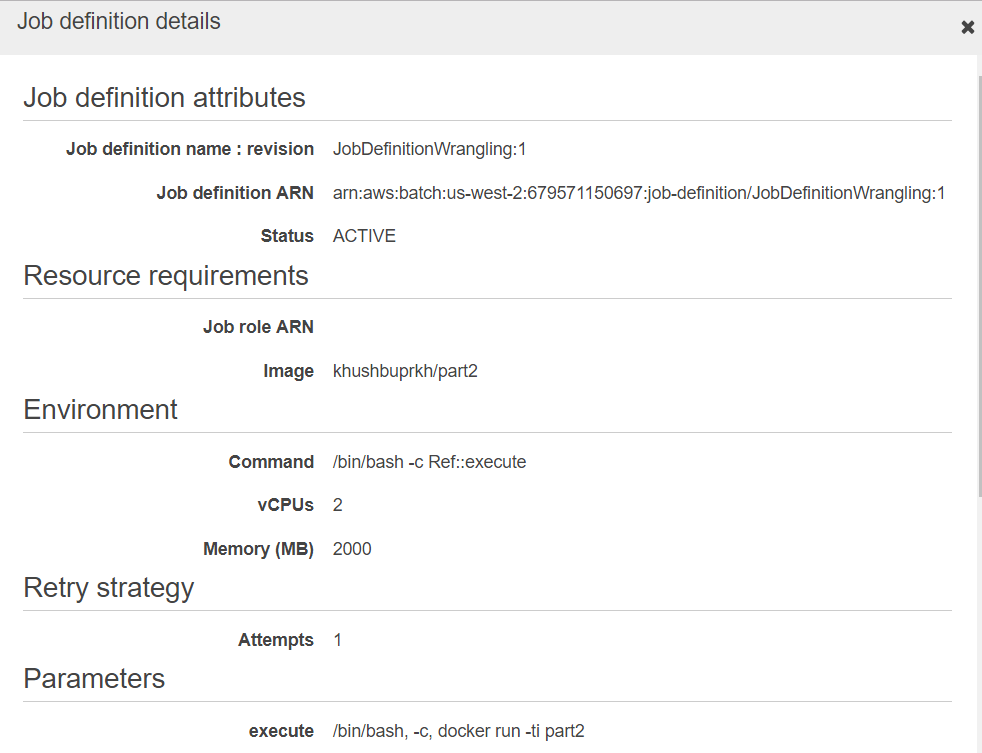 Job definition details
Job definition attributes
Job definition name : revision JobDefinitionWrangling:1
Job definition ARN arn:aws:batch:us-west-2:679571150697:job-definition/JobDefinitionWrangling:1
Status ACTIVE
Resource requirements
Job role ARN
Image khushbuprkh/part2
Environment
Command /bin/bash -c Ref::execute
vCPUs 2
Memory (MB) 2000
Retry strategy
Attempts 1
Parameters
execute /bin/bash, -c, docker run -ti part2